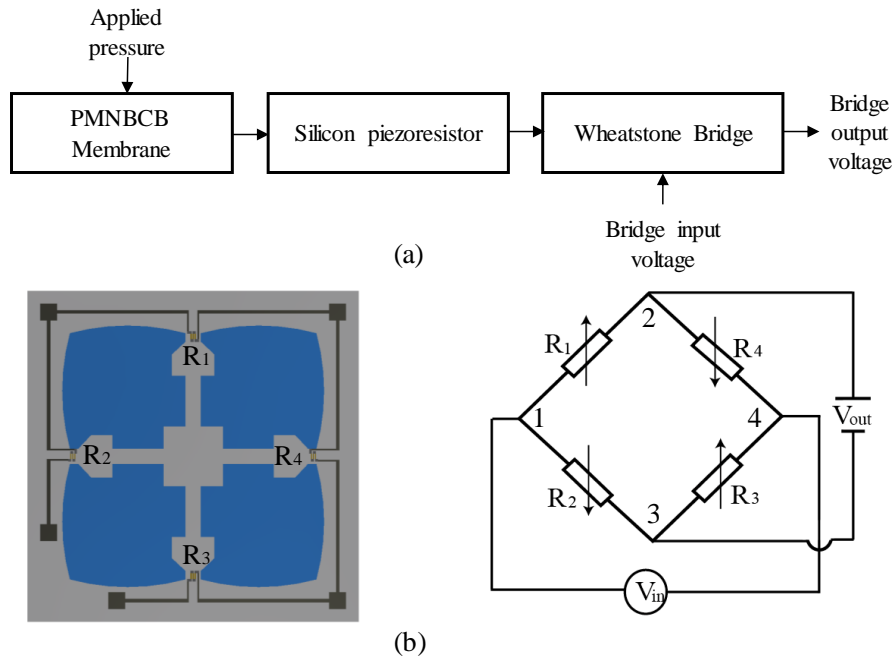 Applied
pressure
PMNBCB
Membrane
Silicon piezoresistor
Wheatstone Bridge
Bridge
output
voltage
Bridge input
voltage
(a)
R1
R2
R4
R3
2
R1
R4
1
4
Vout
R2
R3
3
Vin
(b)